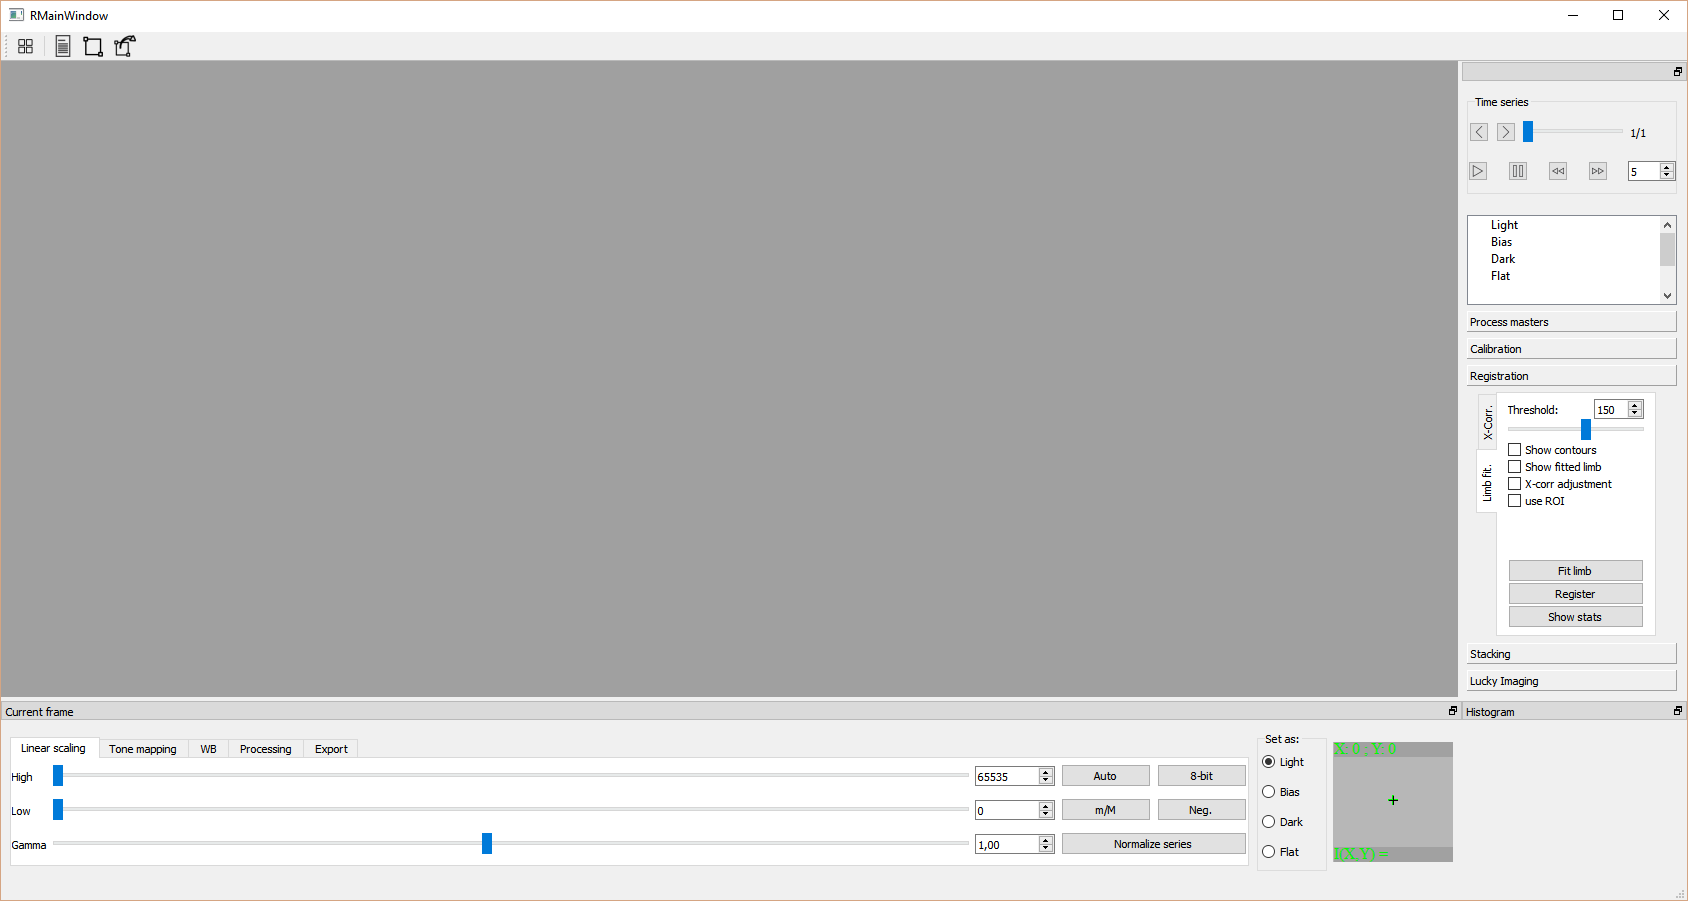 RMainWindow
Time series
1/1
5
Light
Bias
Dark
Flat
Process masters
Calibration
Registration
X-Corr.
Limb fit.
Threshold:
150
Show contours
Show fitted limb
X-corr adjustment
use ROI
Fit limb
Register
Show stats
Stacking
Lucky Imaging
Current frame
Linear scaling
Tone mapping
WB
Processing
Export
High
65535
Auto
8-bit
Low
0
m/M
Neg.
Gamma
1,00
Normalize series
Set as:
Light
Bias
Dark
Flat
X: 0 , Y: 0
I(X,Y) =
Histogram